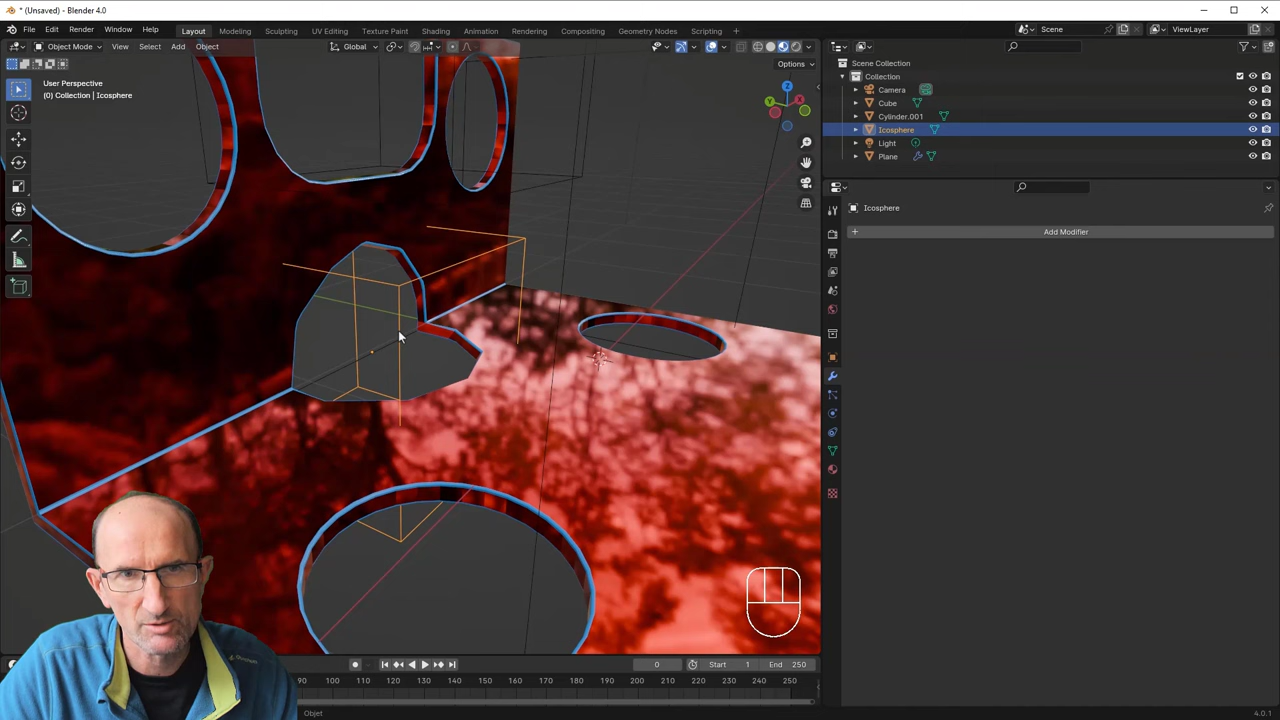 * (Unsaved) - Blender 4.0
File Edit Render Window Help Layout Modeling Sculpting UV Editing Texture Paint Shading Animation Rendering Compositing Geometry Nodes Scripting
Scene ViewLayer
Object Mode View Select Add Object Global
Options
User Perspective
(0) Collection | Icosphere
Z
Y
X
Scene Collection
Collection
Camera
Cube
Cylinder.001
Icosphere
Light
Plane
Icosphere
+ Add Modifier
0 Start 1 End 250
90 100 110 120 130 140 150 160 170 180 190 200 210 220 230 240 250
Objet
4.0.1